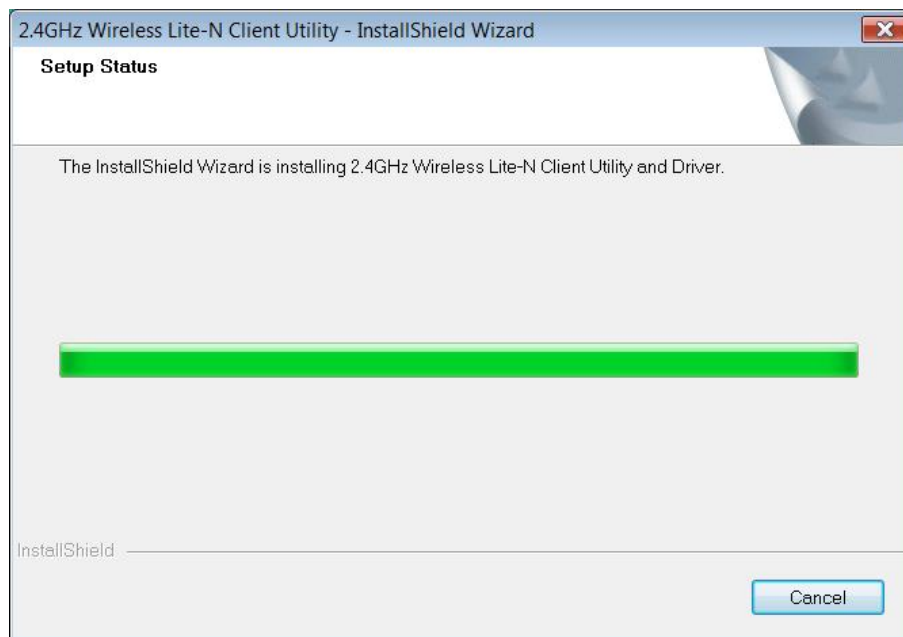 2.4GHz Wireless Lite-N Client Utility - InstallShield Wizard
Setup Status
The InstallShield Wizard is installing 2.4GHz Wireless Lite-N Client Utility and Driver.
InstallShield
Cancel